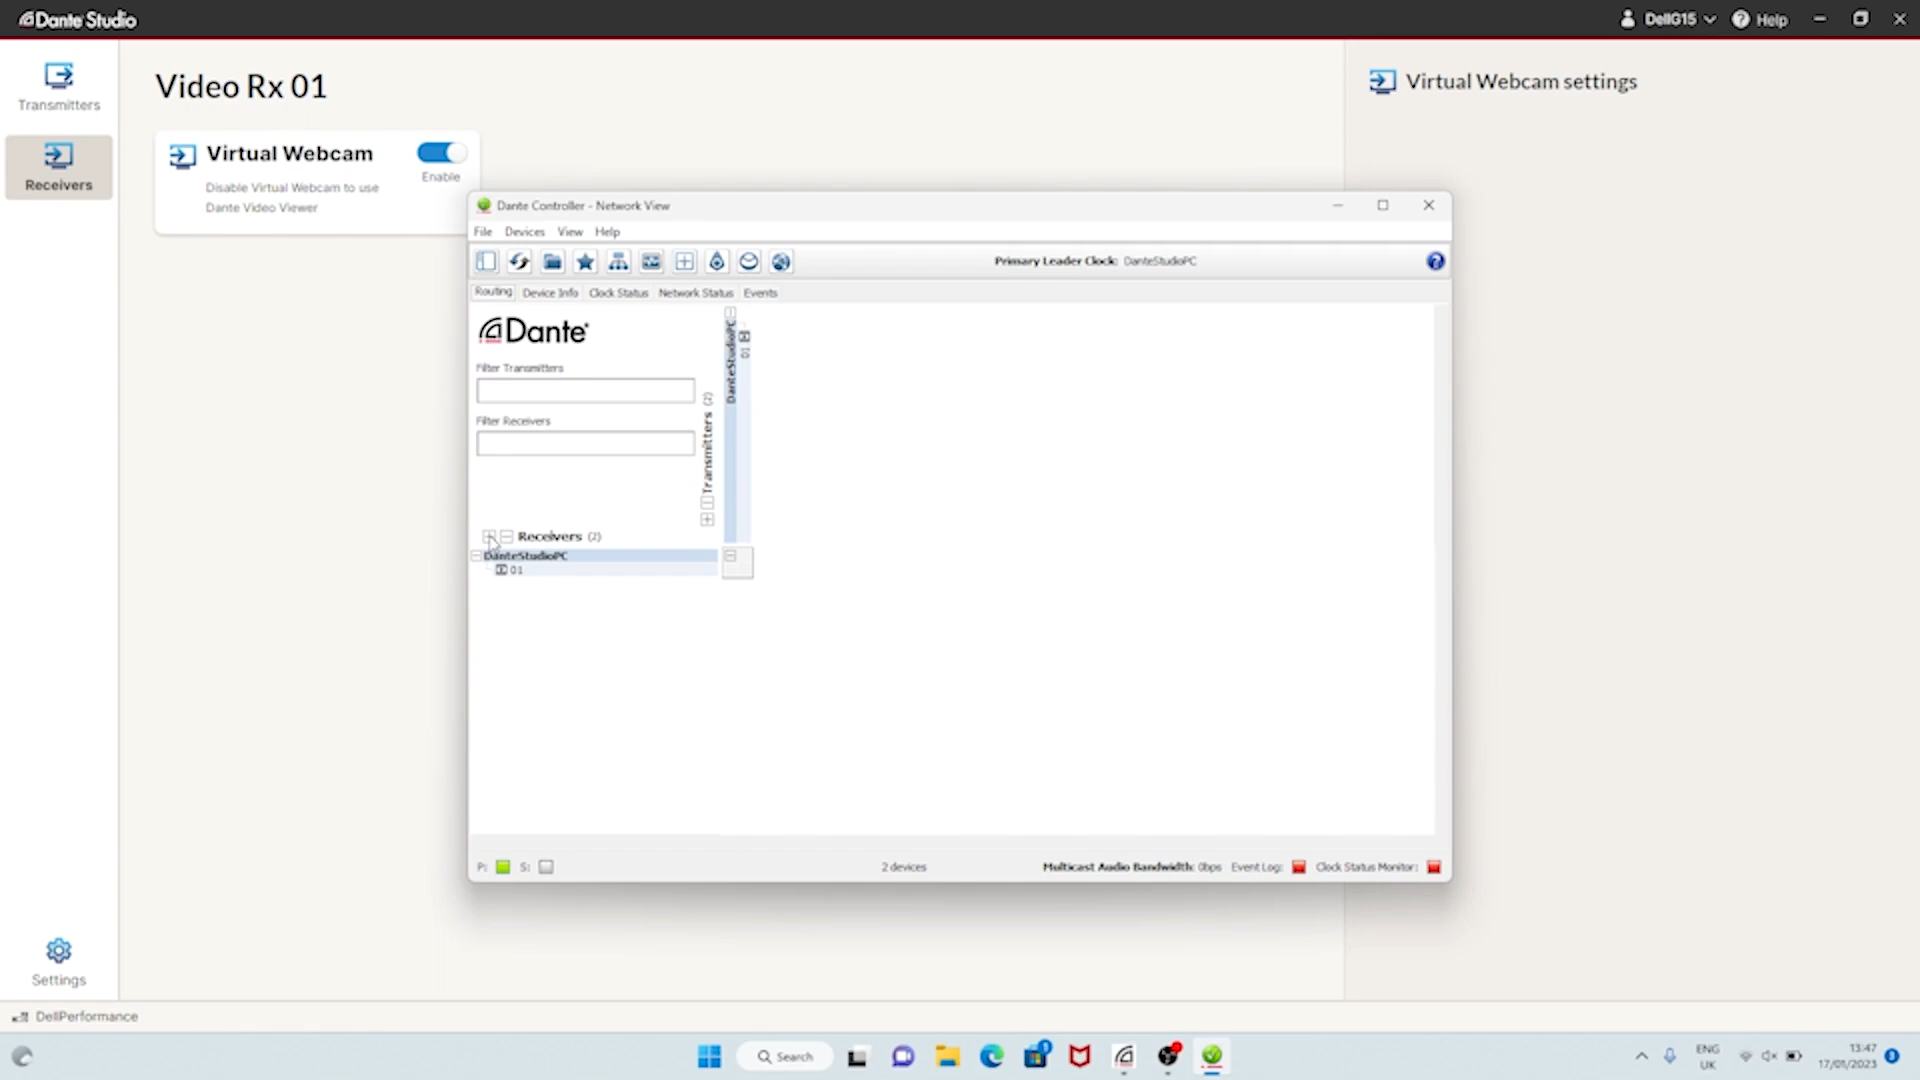 Dante Studio
DellG15
Help
Transmitters
Receivers
Video Rx 01
Virtual Webcam
Enable
Disable Virtual Webcam to use
Dante Video Viewer
Virtual Webcam settings
Dante Controller - Network View
File Devices View Help
Primary Leader Clock: DanteStudioPC
Routing Device Info Clock Status Network Status Events
Dante
Filter Transmitters
Filter Receivers
Transmitters (2)
DanteStudioPC
01
Receivers (2)
DanteStudioPC
01
P: S: 2 devices Multicast Audio Bandwidth: 0bps Event Log: Clock Status Monitor:
Settings
DellPerformance
Search
ENG
UK
13:47
17/01/2023